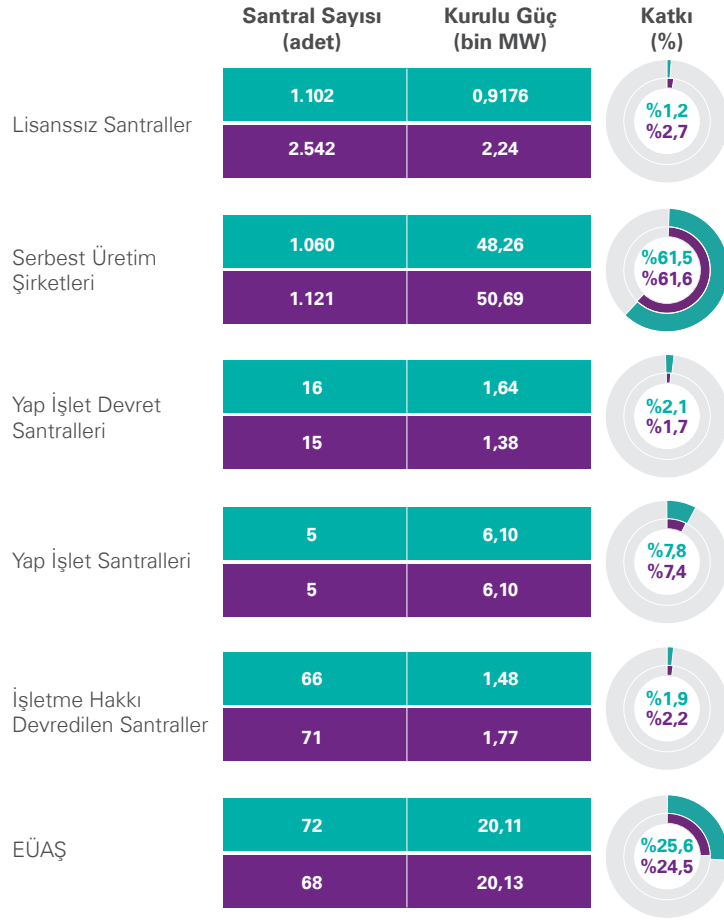 Santral Sayısı
(adet)
Kurulu Güç
(bin MW)
Katkı
(%)
Lisanssız Santraller
1.102
0,9176
2.542
2,24
%1,2
%2,7
Serbest Üretim
Şirketleri
1.060
48,26
1.121
50,69
%61,5
%61,6
Yap İşlet Devret
Santralleri
16
1,64
15
1,38
%2,1
%1,7
Yap İşlet Santralleri
5
6,10
5
6,10
%7,8
%7,4
İşletme Hakkı
Devredilen Santraller
66
1,48
71
1,77
%1,9
%2,2
EÜAŞ
72
20,11
68
20,13
%25,6
%24,5